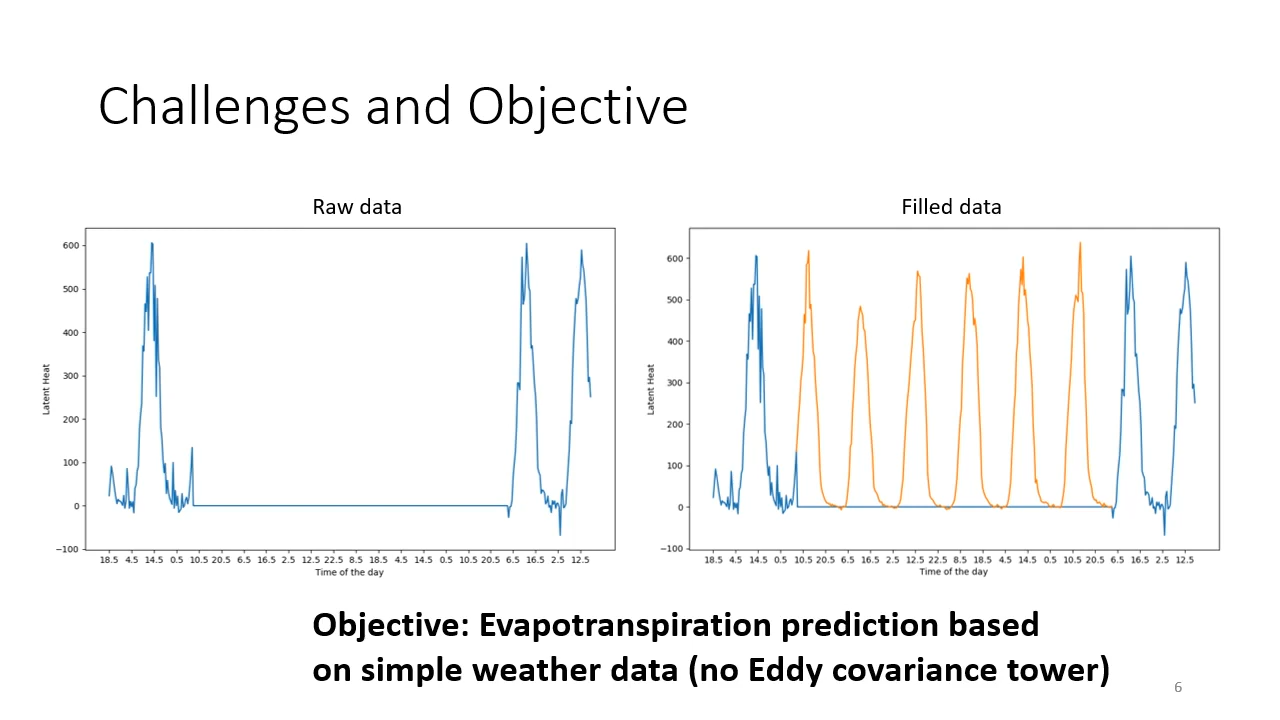 Challenges and Objective
Raw data
600
500
400
300
200
100
0
−100
Latent Heat
18.5 4.5 14.5 0.5 10.5 20.5 6.5 16.5 2.5 12.5 22.5 8.5 18.5 4.5 14.5 0.5 10.5 20.5 6.5 16.5 2.5 12.5
Time of the day
Filled data
600
500
400
300
200
100
0
−100
Latent Heat
18.5 4.5 14.5 0.5 10.5 20.5 6.5 16.5 2.5 12.5 22.5 8.5 18.5 4.5 14.5 0.5 10.5 20.5 6.5 16.5 2.5 12.5
Time of the day
Objective: Evapotranspiration prediction based
on simple weather data (no Eddy covariance tower)
6